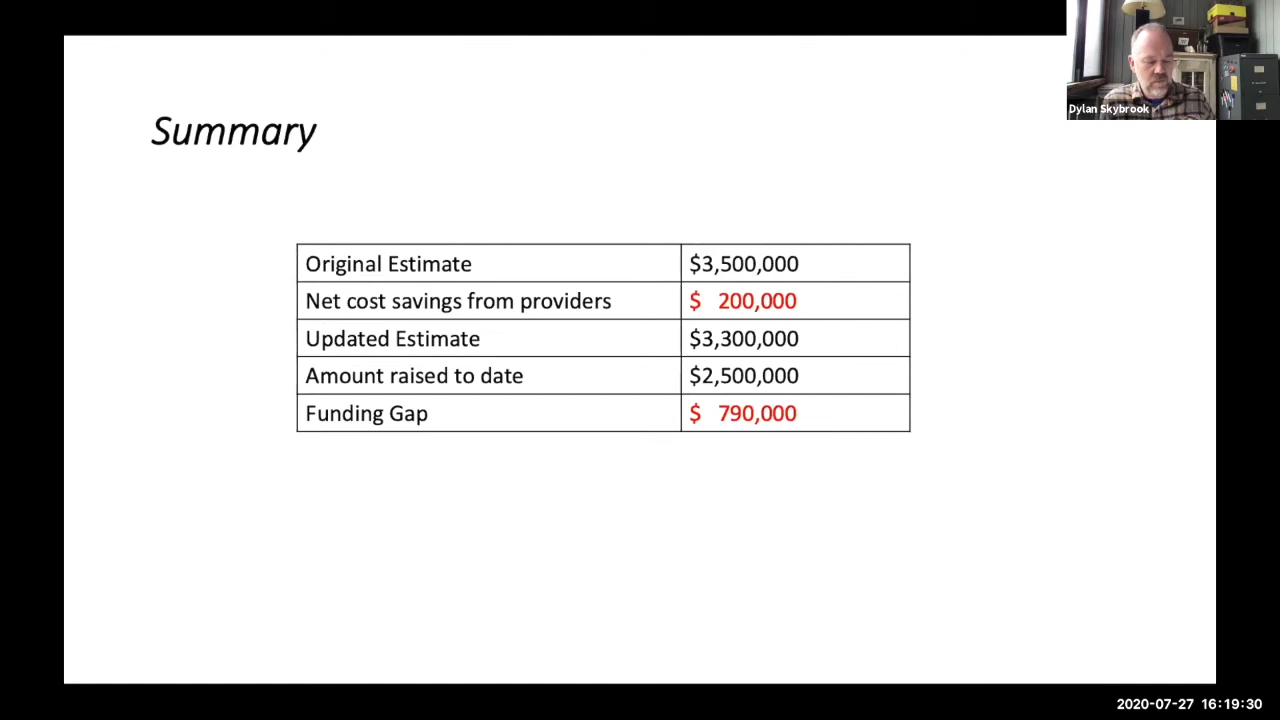 Dylan Skybrook
Summary
Original Estimate $3,500,000
Net cost savings from providers $ 200,000
Updated Estimate $3,300,000
Amount raised to date $2,500,000
Funding Gap $ 790,000
2020-07-27 16:19:30